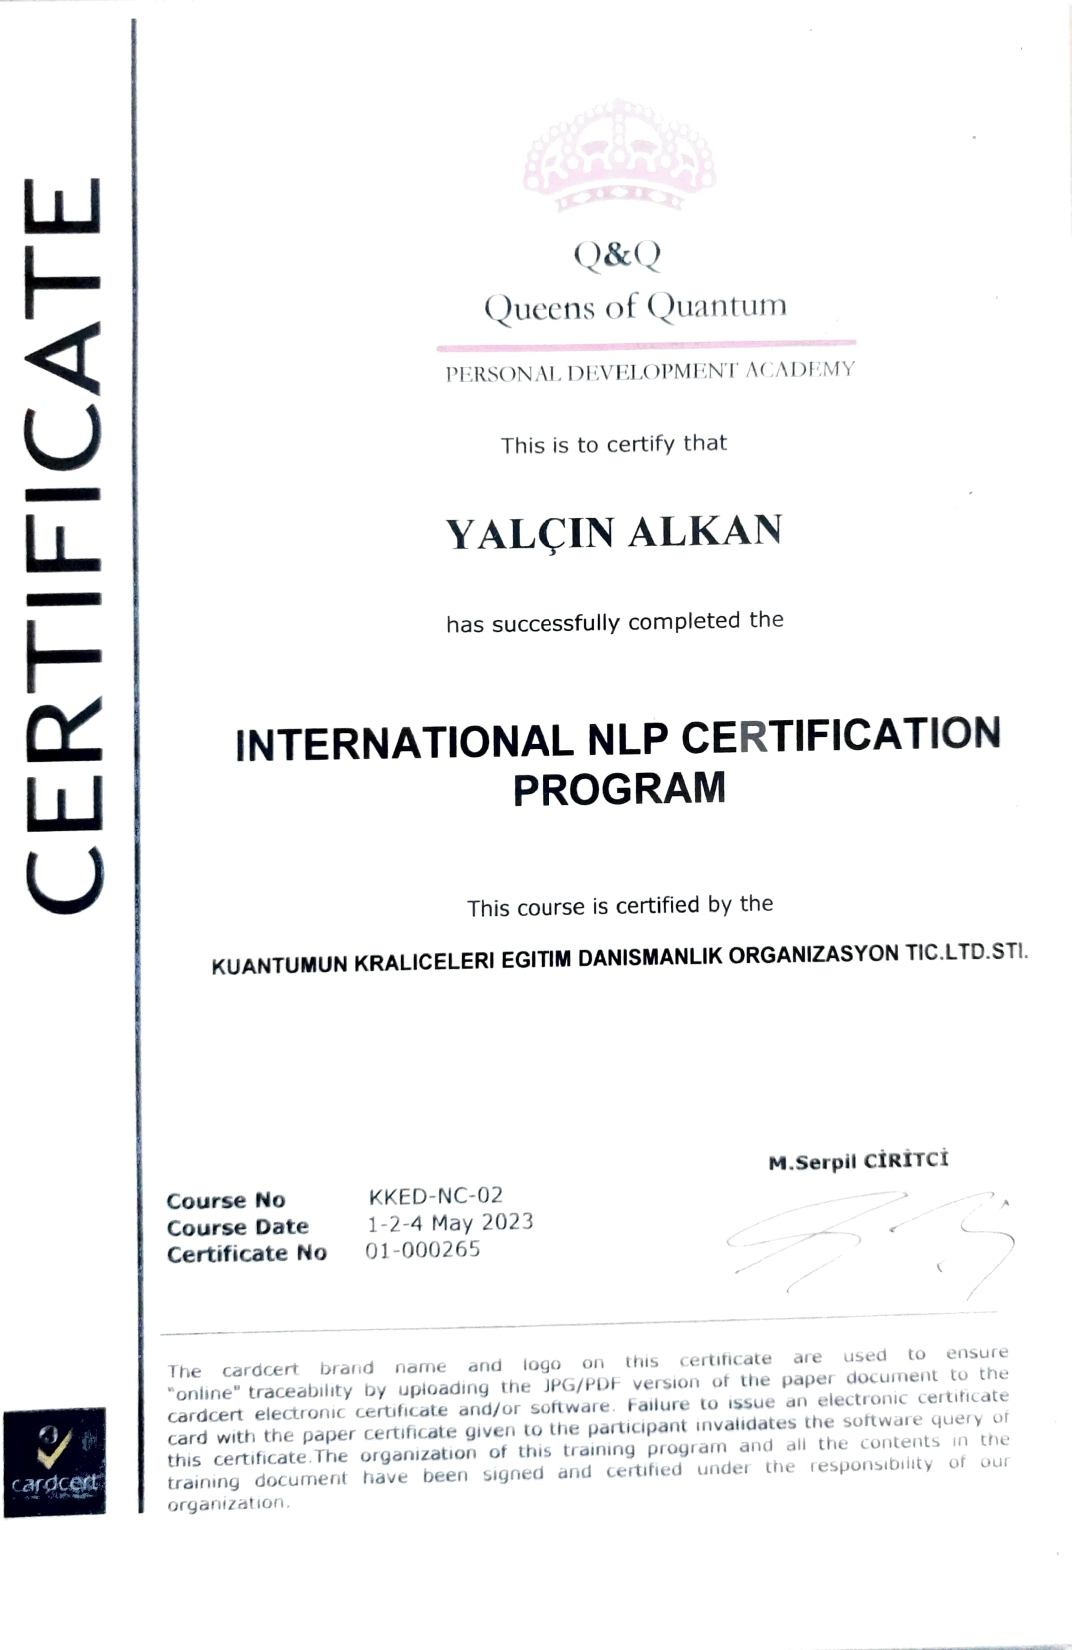 CERTIFICATE
Q&Q
Queens of Quantum
PERSONAL DEVELOPMENT ACADEMY
This is to certify that
YALÇIN ALKAN
has successfully completed the
INTERNATIONAL NLP CERTIFICATION
PROGRAM
This course is certified by the
KUANTUMUN KRALICELERI EGITIM DANISMANLIK ORGANIZASYON TIC.LTD.STI.
M.Serpil CİRİTCİ
Course No KKED-NC-02
Course Date 1-2-4 May 2023
Certificate No 01-000265
The cardcert brand name and logo on this certificate are used to ensure
"online" traceability by uploading the JPG/PDF version of the paper document to the
cardcert electronic certificate and/or software. Failure to issue an electronic certificate
card with the paper certificate given to the participant invalidates the software query of
this certificate.The organization of this training program and all the contents in the
training document have been signed and certified under the responsibility of our
organization.
cardcert